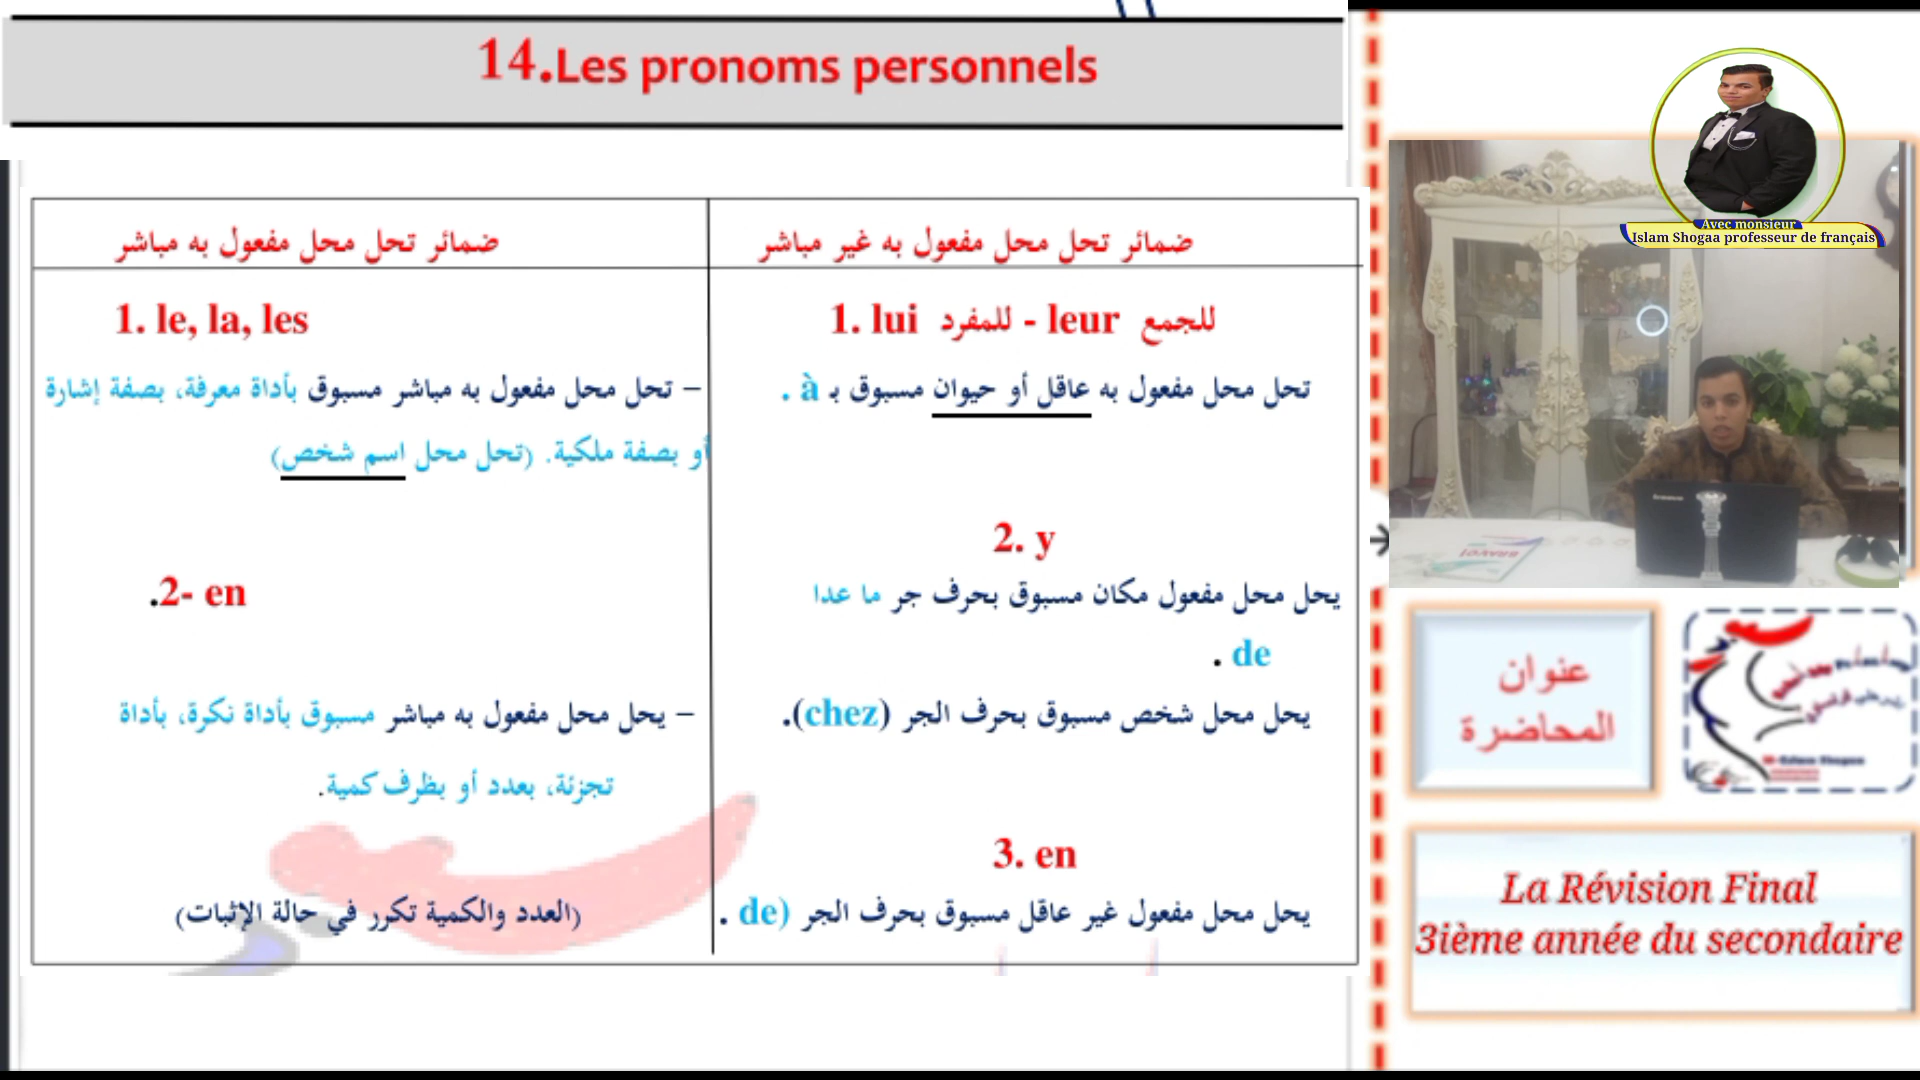 14.Les pronoms personnels
ضمائر تحل محل مفعول به غير مباشر
للجمع leur - للمفرد 1. lui
تحل محل مفعول به عاقل أو حيوان مسبوق بـ à .
2. y
يحل محل مفعول مكان مسبوق بحرف جر ما عدا
de .
يحل محل شخص مسبوق بحرف الجر (chez).
3. en
يحل محل مفعول غير عاقل مسبوق بحرف الجر (de .
ضمائر تحل محل مفعول به مباشر
1. le, la, les
– تحل محل مفعول به مباشر مسبوق بأداة معرفة، بصفة إشارة
أو بصفة ملكية. (تحل محل اسم شخص)
.2- en
– يحل محل مفعول به مباشر مسبوق بأداة نكرة، بأداة
تجزئة، بعدد أو بظرف كمية.
(العدد والكمية تكرر في حالة الإثبات)
Avec monsieur
Islam Shogaa professeur de français
عنوان
المحاضرة
La Révision Final
3ième année du secondaire